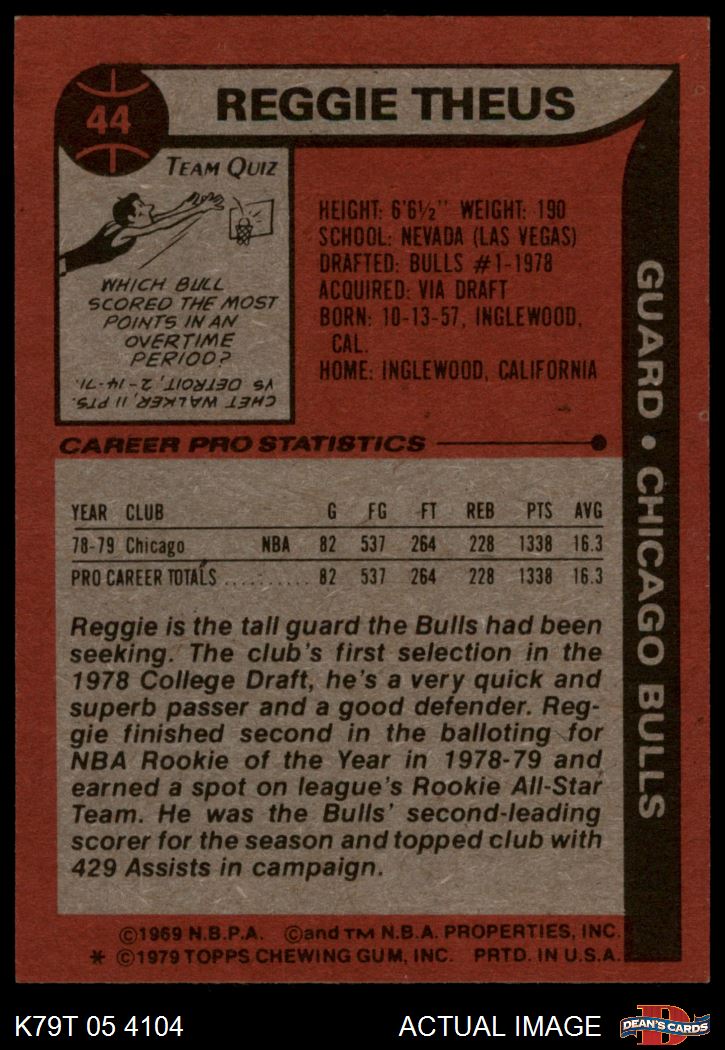 44
REGGIE THEUS
TEAM QUIZ
WHICH BULL
SCORED THE MOST
POINTS IN AN
OVERTIME
PERIOD?
CHET WALKER, 11 PTS.
VS DETROIT, 2-14-71.
HEIGHT: 6'6½" WEIGHT: 190
SCHOOL: NEVADA (LAS VEGAS)
DRAFTED: BULLS #1-1978
ACQUIRED: VIA DRAFT
BORN: 10-13-57, INGLEWOOD,
CAL.
HOME: INGLEWOOD, CALIFORNIA
GUARD • CHICAGO BULLS
CAREER PRO STATISTICS
YEAR CLUB G FG FT REB PTS AVG
78-79 Chicago NBA 82 537 264 228 1338 16.3
PRO CAREER TOTALS .......... 82 537 264 228 1338 16.3
Reggie is the tall guard the Bulls had been
seeking. The club's first selection in the
1978 College Draft, he's a very quick and
superb passer and a good defender. Reg-
gie finished second in the balloting for
NBA Rookie of the Year in 1978-79 and
earned a spot on league's Rookie All-Star
Team. He was the Bulls' second-leading
scorer for the season and topped club with
429 Assists in campaign.
©1969 N.B.P.A. ©and TM N.B.A. PROPERTIES, INC.
* ©1979 TOPPS CHEWING GUM, INC. PRTD. IN U.S.A.
K79T 05 4104
ACTUAL IMAGE
D
DEAN'S CARDS